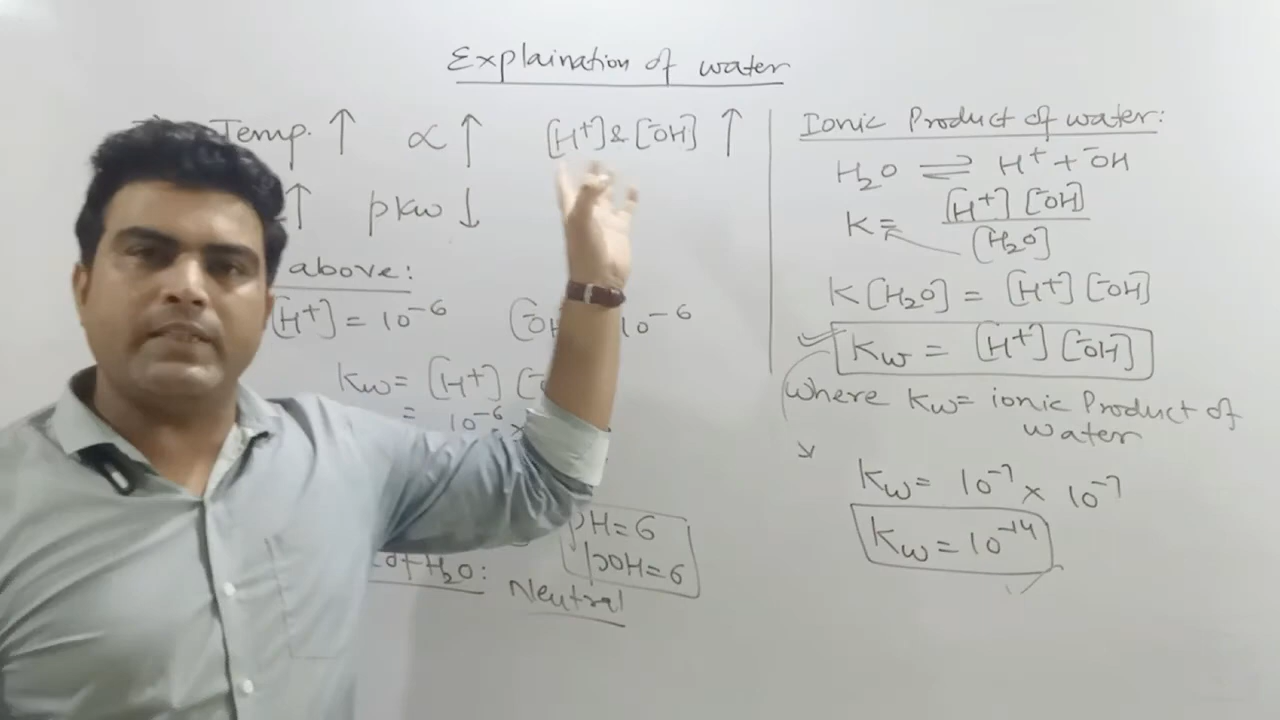 Explaination of water
Temp. ↑ ∝ ↑ [H⁺] & [⁻OH] ↑
↑ pKw ↓
above:
[H⁺] = 10⁻⁶ [OH 10⁻⁶
Kw = [H⁺] [
= 10⁻⁶ ×
pH = 6
pOH = 6
of H₂O: Neutral
Ionic Product of water:
H₂O ⇌ H⁺ + ⁻OH
K = [H⁺] [⁻OH] / [H₂O]
K [H₂O] = [H⁺] [⁻OH]
Kw = [H⁺] [⁻OH]
where Kw = ionic Product of
water
Kw = 10⁻⁷ × 10⁻⁷
Kw = 10⁻¹⁴